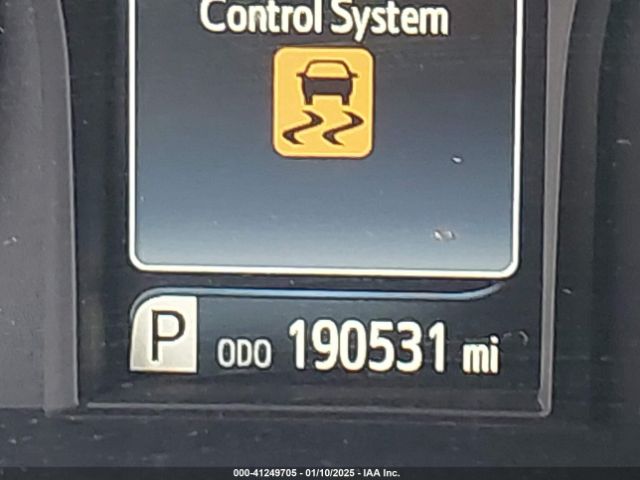 Control System
P ODO 190531 mi
000-41249705 - 01/10/2025 - IAA Inc.